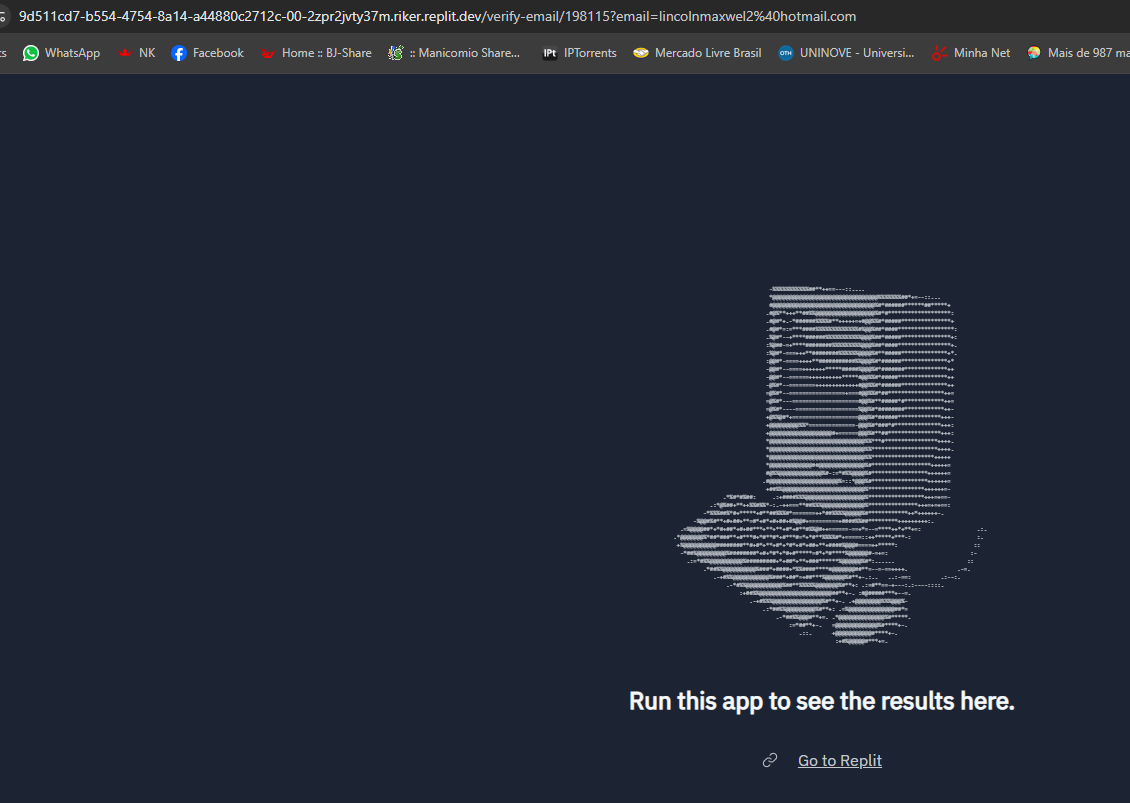 9d511cd7-b554-4754-8a14-a44880c2712c-00-2zpr2jvty37m.riker.replit.dev/verify-email/198115?email=lincolnmaxwel2%40hotmail.com
ts WhatsApp NK Facebook Home :: BJ-Share :: Manicomio Share... IPT IPTorrents Mercado Livre Brasil OTH UNINOVE - Universi... Minha Net Mais de 987 ma
Run this app to see the results here.
Go to Replit